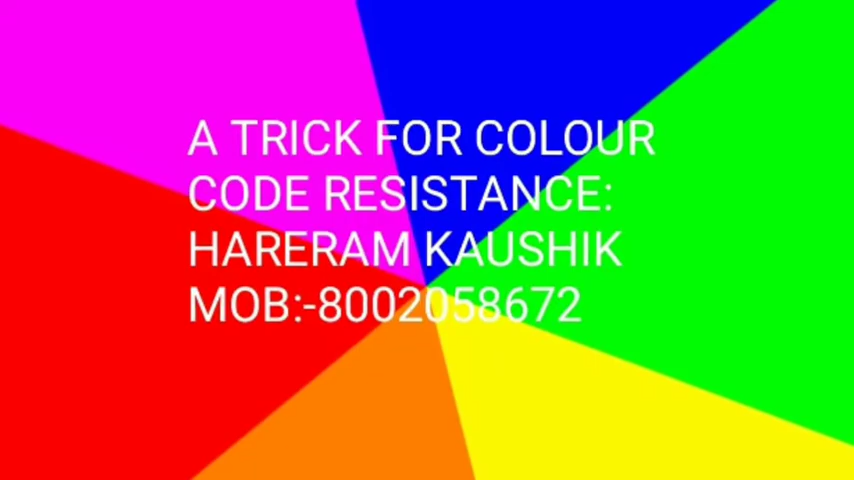 A TRICK FOR COLOUR
CODE RESISTANCE:
HARERAM KAUSHIK
MOB:-8002058672